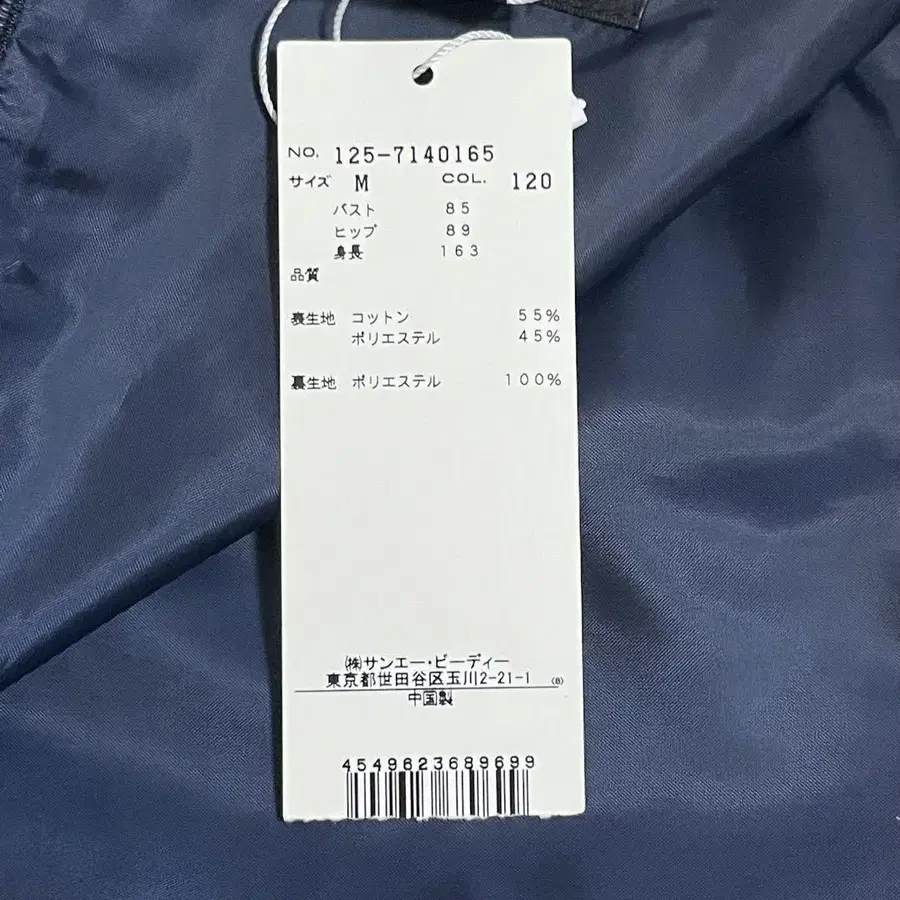 NO. 125-7140165
サイズ M COL. 120
バスト 85
ヒップ 89
身長 163
品質
表生地 コットン 55%
ポリエステル 45%
裏生地 ポリエステル 100%
㈱サンエー・ビーディー
東京都世田谷区玉川2-21-1 (B)
中国製
4549823689699